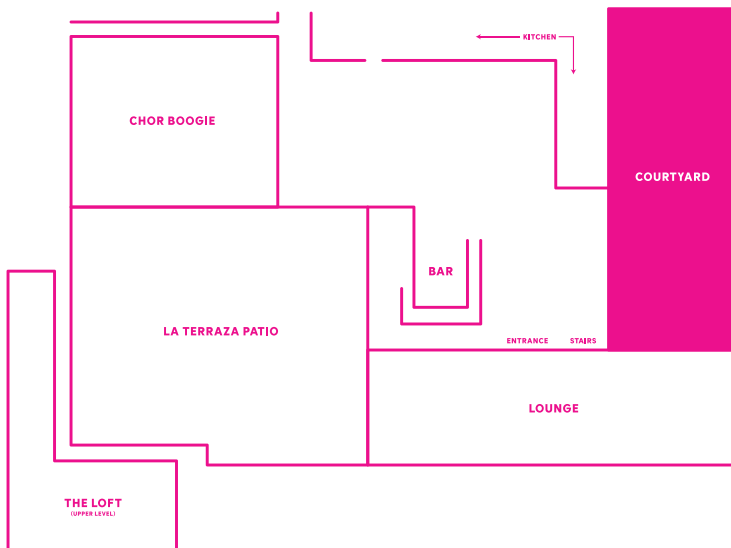 KITCHEN
CHOR BOOGIE
COURTYARD
BAR
LA TERRAZA PATIO
ENTRANCE
STAIRS
LOUNGE
THE LOFT
(UPPER LEVEL)